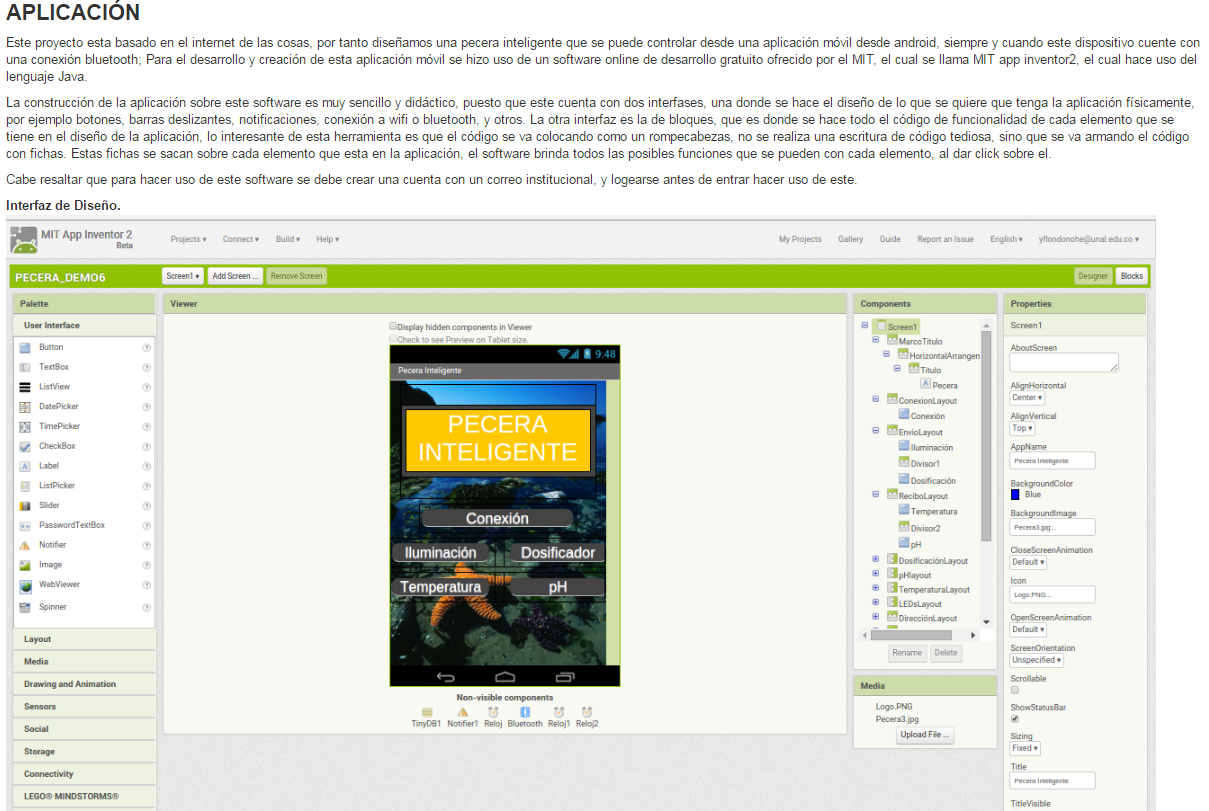 APLICACIÓN
Este proyecto esta basado en el internet de las cosas, por tanto diseñamos una pecera inteligente que se puede controlar desde una aplicación móvil desde android, siempre y cuando este dispositivo cuente con
una conexión bluetooth; Para el desarrollo y creación de esta aplicación móvil se hizo uso de un software online de desarrollo gratuito ofrecido por el MIT, el cual se llama MIT app inventor2, el cual hace uso del
lenguaje Java.
La construcción de la aplicación sobre este software es muy sencillo y didáctico, puesto que este cuenta con dos interfases, una donde se hace el diseño de lo que se quiere que tenga la aplicación físicamente,
por ejemplo botones, barras deslizantes, notificaciones, conexión a wifi o bluetooth, y otros. La otra interfaz es la de bloques, que es donde se hace todo el código de funcionalidad de cada elemento que se
tiene en el diseño de la aplicación, lo interesante de esta herramienta es que el código se va colocando como un rompecabezas, no se realiza una escritura de código tediosa, sino que se va armando el código
con fichas. Estas fichas se sacan sobre cada elemento que esta en la aplicación, el software brinda todos las posibles funciones que se pueden con cada elemento, al dar click sobre el.
Cabe resaltar que para hacer uso de este software se debe crear una cuenta con un correo institucional, y logearse antes de entrar hacer uso de este.
Interfaz de Diseño.
MIT App Inventor 2
Beta
Projects Connect Build Help
My Projects Gallery Guide Report an Issue English yflondonohe@unal.edu.co
PECERA_DEMO6
Screen1 Add Screen ... Remove Screen
Designer Blocks
Palette
User Interface
Button
TextBox
ListView
DatePicker
TimePicker
CheckBox
Label
ListPicker
Slider
PasswordTextBox
Notifier
Image
WebViewer
Spinner
Layout
Media
Drawing and Animation
Sensors
Social
Storage
Connectivity
LEGO® MINDSTORMS®
Viewer
Display hidden components in Viewer
Check to see Preview on Tablet size.
9:48
Pecera Inteligente
PECERA
INTELIGENTE
Conexión
Iluminación Dosificador
Temperatura pH
Non-visible components
TinyDB1 Notifier1 Reloj Bluetooth Reloj1 Reloj2
Components
Screen1
MarcoTitulo
HorizontalArrangen
Titulo
A Pecera
ConexionLayout
Conexión
EnvioLayout
Iluminación
Divisor1
Dosificación
ReciboLayout
Temperatura
Divisor2
pH
DosificaciónLayout
pHlayout
TemperaturaLayout
LEDsLayout
DirecciónLayout
Rename Delete
Media
Logo.PNG
Pecera3.jpg
Upload File ...
Properties
Screen1
AboutScreen
AlignHorizontal
Center
AlignVertical
Top
AppName
Pecera Inteligente
BackgroundColor
Blue
BackgroundImage
Pecera3.jpg...
CloseScreenAnimation
Default
Icon
Logo.PNG...
OpenScreenAnimation
Default
ScreenOrientation
Unspecified
Scrollable
ShowStatusBar
Sizing
Fixed
Title
Pecera Inteligente
TitleVisible